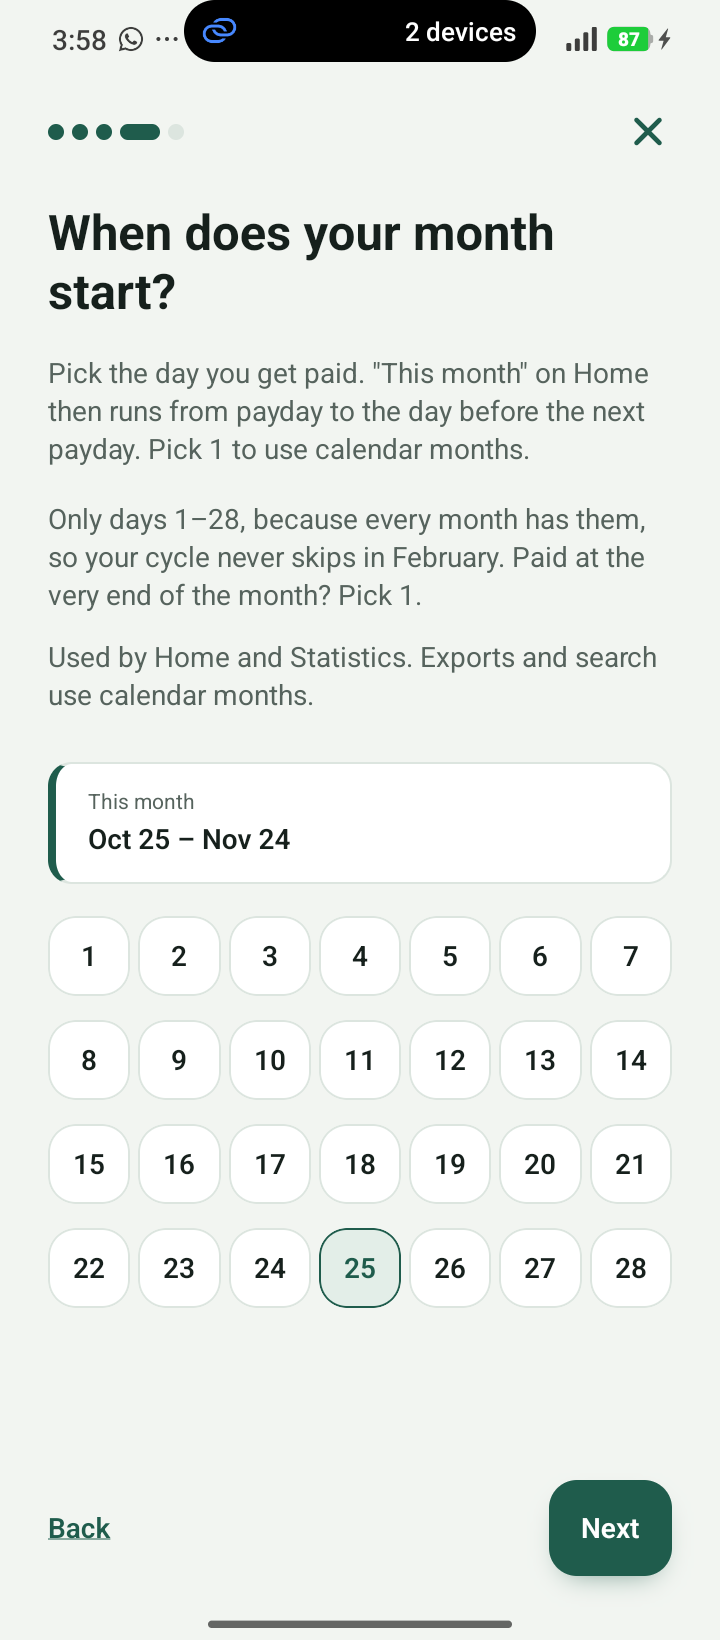 3:58
2 devices
87
When does your month
start?
Pick the day you get paid. "This month" on Home
then runs from payday to the day before the next
payday. Pick 1 to use calendar months.
Only days 1–28, because every month has them,
so your cycle never skips in February. Paid at the
very end of the month? Pick 1.
Used by Home and Statistics. Exports and search
use calendar months.
This month
Oct 25 – Nov 24
1 2 3 4 5 6 7
8 9 10 11 12 13 14
15 16 17 18 19 20 21
22 23 24 25 26 27 28
Back
Next